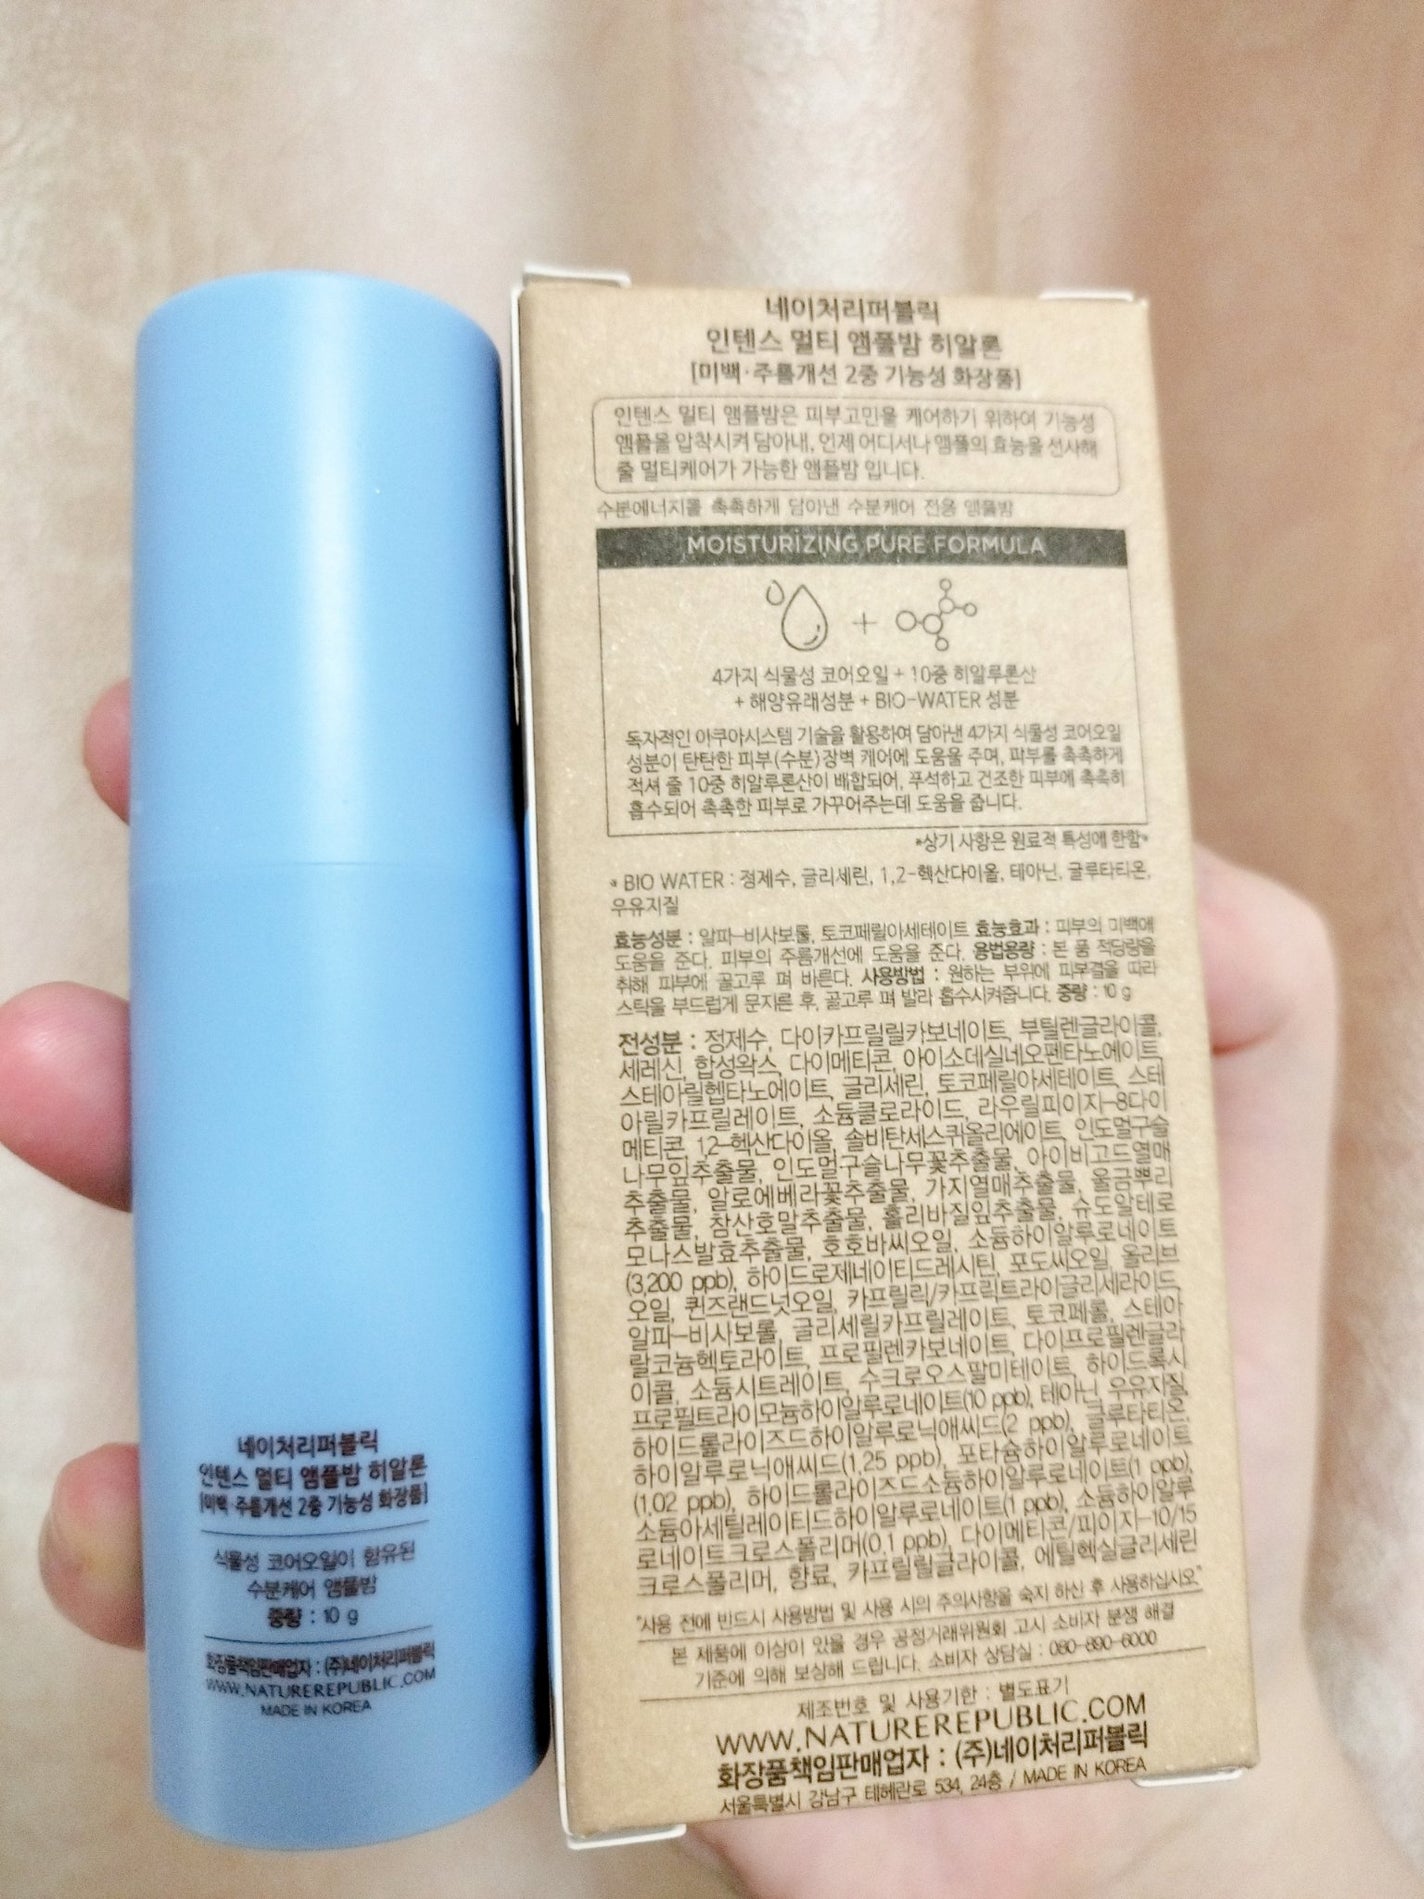 네이처리퍼블릭
인텐스 멀티 앰플밤 히알론
[미백·주름개선 2중 기능성 화장품]
식물성 코어오일이 함유된
수분케어 앰플밤
중량 : 10 g
화장품책임판매업자 : (주)네이처리퍼블릭
WWW.NATUREREPUBLIC.COM
MADE IN KOREA
네이처리퍼블릭
인텐스 멀티 앰플밤 히알론
[미백·주름개선 2중 기능성 화장품]
인텐스 멀티 앰플밤은 피부고민을 케어하기 위하여 기능성
앰플을 압착시켜 담아내, 언제 어디서나 앰플의 효능을 선사해
줄 멀티케어가 가능한 앰플밤 입니다.
수분에너지를 촉촉하게 담아낸 수분케어 전용 앰플밤
MOISTURIZING PURE FORMULA
4가지 식물성 코어오일 + 10중 히알루론산
+ 해양유래성분 + BIO-WATER 성분
독자적인 아쿠아시스템 기술을 활용하여 담아낸 4가지 식물성 코어오일
성분이 탄탄한 피부(수분)장벽 케어에 도움을 주며, 피부를 촉촉하게
적셔 줄 10중 히알루론산이 배합되어, 푸석하고 건조한 피부에 촉촉히
흡수되어 촉촉한 피부로 가꾸어주는데 도움을 줍니다.
*상기 사항은 원료적 특성에 한함*
* BIO WATER : 정제수, 글리세린, 1,2-헥산다이올, 테아닌, 글루타티온,
우유지질
효능성분 : 알파-비사보롤, 토코페릴아세테이트 효능효과 : 피부의 미백에
도움을 준다. 피부의 주름개선에 도움을 준다. 용법용량 : 본 품 적당량을
취해 피부에 골고루 펴 바른다. 사용방법 : 원하는 부위에 피부결을 따라
스틱을 부드럽게 문지른 후, 골고루 펴 발라 흡수시켜줍니다. 중량 : 10 g
전성분 : 정제수, 다이카프릴릴카보네이트, 부틸렌글라이콜,
세레신, 합성왁스, 다이메티콘, 아이소데실네오펜타노에이트,
스테아릴헵타노에이트, 글리세린, 토코페릴아세테이트, 스테
아릴카프릴레이트, 소듐클로라이드, 라우릴피이지-8다이
메티콘, 1,2-헥산다이올, 솔비탄세스퀴올리에이트, 인도멀구슬
나무잎추출물, 인도멀구슬나무꽃추출물, 아이비고드열매
추출물, 알로에베라꽃추출물, 가지열매추출물, 울금뿌리
추출물, 참산호말추출물, 홀리바질잎추출물, 슈도알테로
모나스발효추출물, 호호바씨오일, 소듐하이알루로네이트
(3,200 ppb), 하이드로제네이티드레시틴, 포도씨오일, 올리브
오일, 퀸즈랜드넛오일, 카프릴릭/카프릭트라이글리세라이드,
알파-비사보롤, 글리세릴카프릴레이트, 토코페롤, 스테아
랄코늄헥토라이트, 프로필렌카보네이트, 다이프로필렌글라
이콜, 소듐시트레이트, 수크로오스팔미테이트, 하이드록시
프로필트라이모늄하이알루로네이트(10 ppb), 테아닌, 우유지질,
하이드롤라이즈드하이알루로닉애씨드(2 ppb), 글루타티온,
하이알루로닉애씨드(1.25 ppb), 포타슘하이알루로네이트
(1.02 ppb), 하이드롤라이즈드소듐하이알루로네이트(1 ppb),
소듐아세틸레이티드하이알루로네이트(1 ppb), 소듐하이알루
로네이트크로스폴리머(0.1 ppb), 다이메티콘/피이지-10/15
크로스폴리머, 향료, 카프릴릴글라이콜, 에틸헥실글리세린
"사용 전에 반드시 사용방법 및 사용 시의 주의사항을 숙지 하신 후 사용하십시오."
본 제품에 이상이 있을 경우 공정거래위원회 고시 소비자 분쟁 해결
기준에 의해 보상해 드립니다. 소비자 상담실 : 080-890-6000
제조번호 및 사용기한 : 별도표기
WWW.NATUREREPUBLIC.COM
화장품책임판매업자 : (주)네이처리퍼블릭
서울특별시 강남구 테헤란로 534, 24층 / MADE IN KOREA